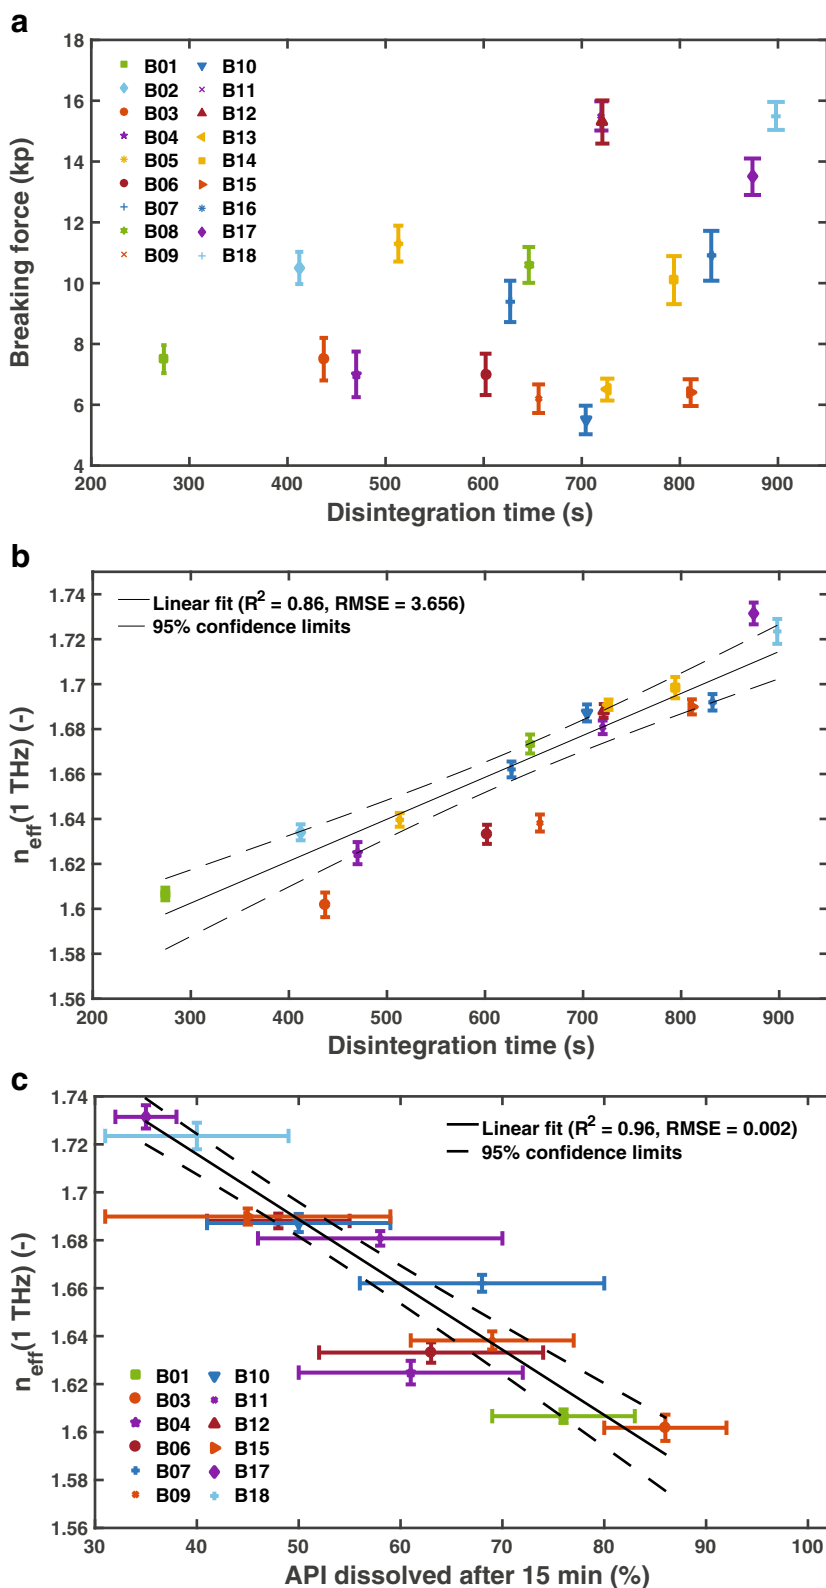 a
18
16
14
12
10
8
6
4
Breaking force (kp)
B01 B10
B02 B11
B03 B12
B04 B13
B05 B14
B06 B15
B07 B16
B08 B17
B09 B18
200 300 400 500 600 700 800 900
Disintegration time (s)
b
1.74
1.72
1.7
1.68
1.66
1.64
1.62
1.6
1.58
1.56
n_eff(1 THz) (-)
Linear fit (R² = 0.86, RMSE = 3.656)
95% confidence limits
200 300 400 500 600 700 800 900
Disintegration time (s)
c
1.74
1.72
1.7
1.68
1.66
1.64
1.62
1.6
1.58
1.56
n_eff(1 THz) (-)
Linear fit (R² = 0.96, RMSE = 0.002)
95% confidence limits
B01 B10
B03 B11
B04 B12
B06 B15
B07 B17
B09 B18
30 40 50 60 70 80 90 100
API dissolved after 15 min (%)